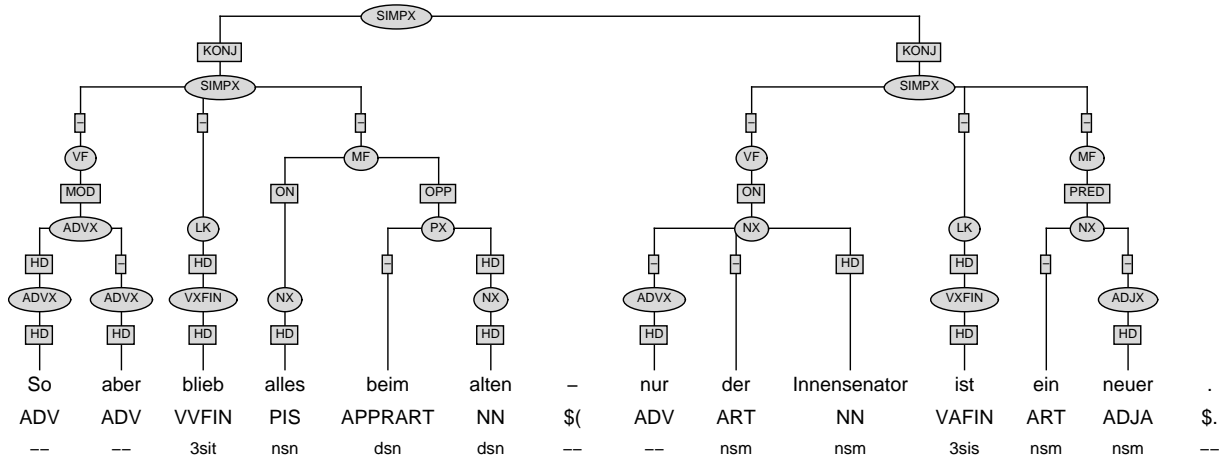 SIMPX
KONJ KONJ
SIMPX SIMPX
– – – – – –
VF MF VF MF
MOD ON OPP ON PRED
ADVX LK PX NX LK NX
HD – HD – HD – – HD HD – –
ADVX ADVX VXFIN NX NX ADVX VXFIN ADJX
HD HD HD HD HD HD HD HD
So aber blieb alles beim alten – nur der Innensenator ist ein neuer .
ADV ADV VVFIN PIS APPRART NN $( ADV ART NN VAFIN ART ADJA $.
-- -- 3sit nsn dsn dsn -- -- nsm nsm 3sis nsm nsm --